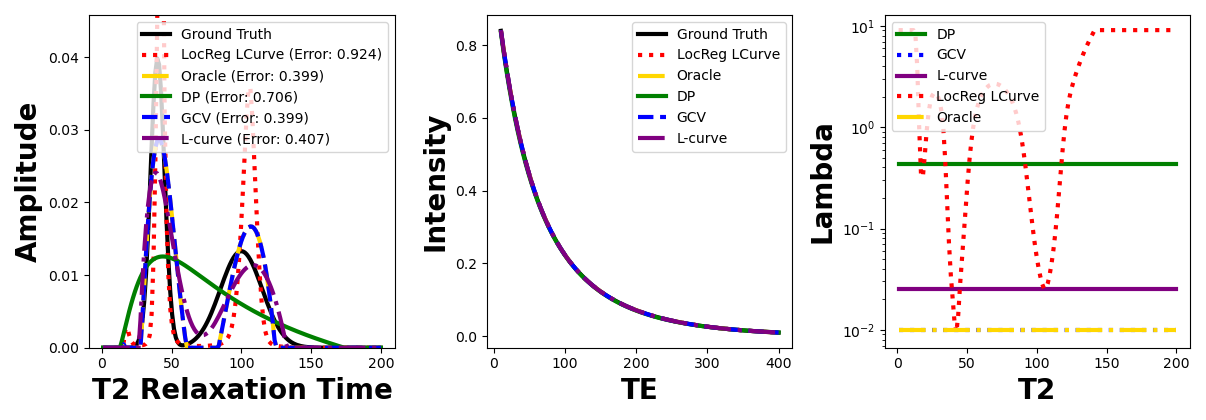 Amplitude
0.04
0.03
0.02
0.01
0.00
Ground Truth
LocReg LCurve (Error: 0.924)
Oracle (Error: 0.399)
DP (Error: 0.706)
GCV (Error: 0.399)
L-curve (Error: 0.407)
0 50 100 150 200
T2 Relaxation Time
Intensity
0.8
0.6
0.4
0.2
0.0
Ground Truth
LocReg LCurve
Oracle
DP
GCV
L-curve
0 100 200 300 400
TE
Lambda
10¹
10⁰
10⁻¹
10⁻²
DP
GCV
L-curve
LocReg LCurve
Oracle
0 50 100 150 200
T2